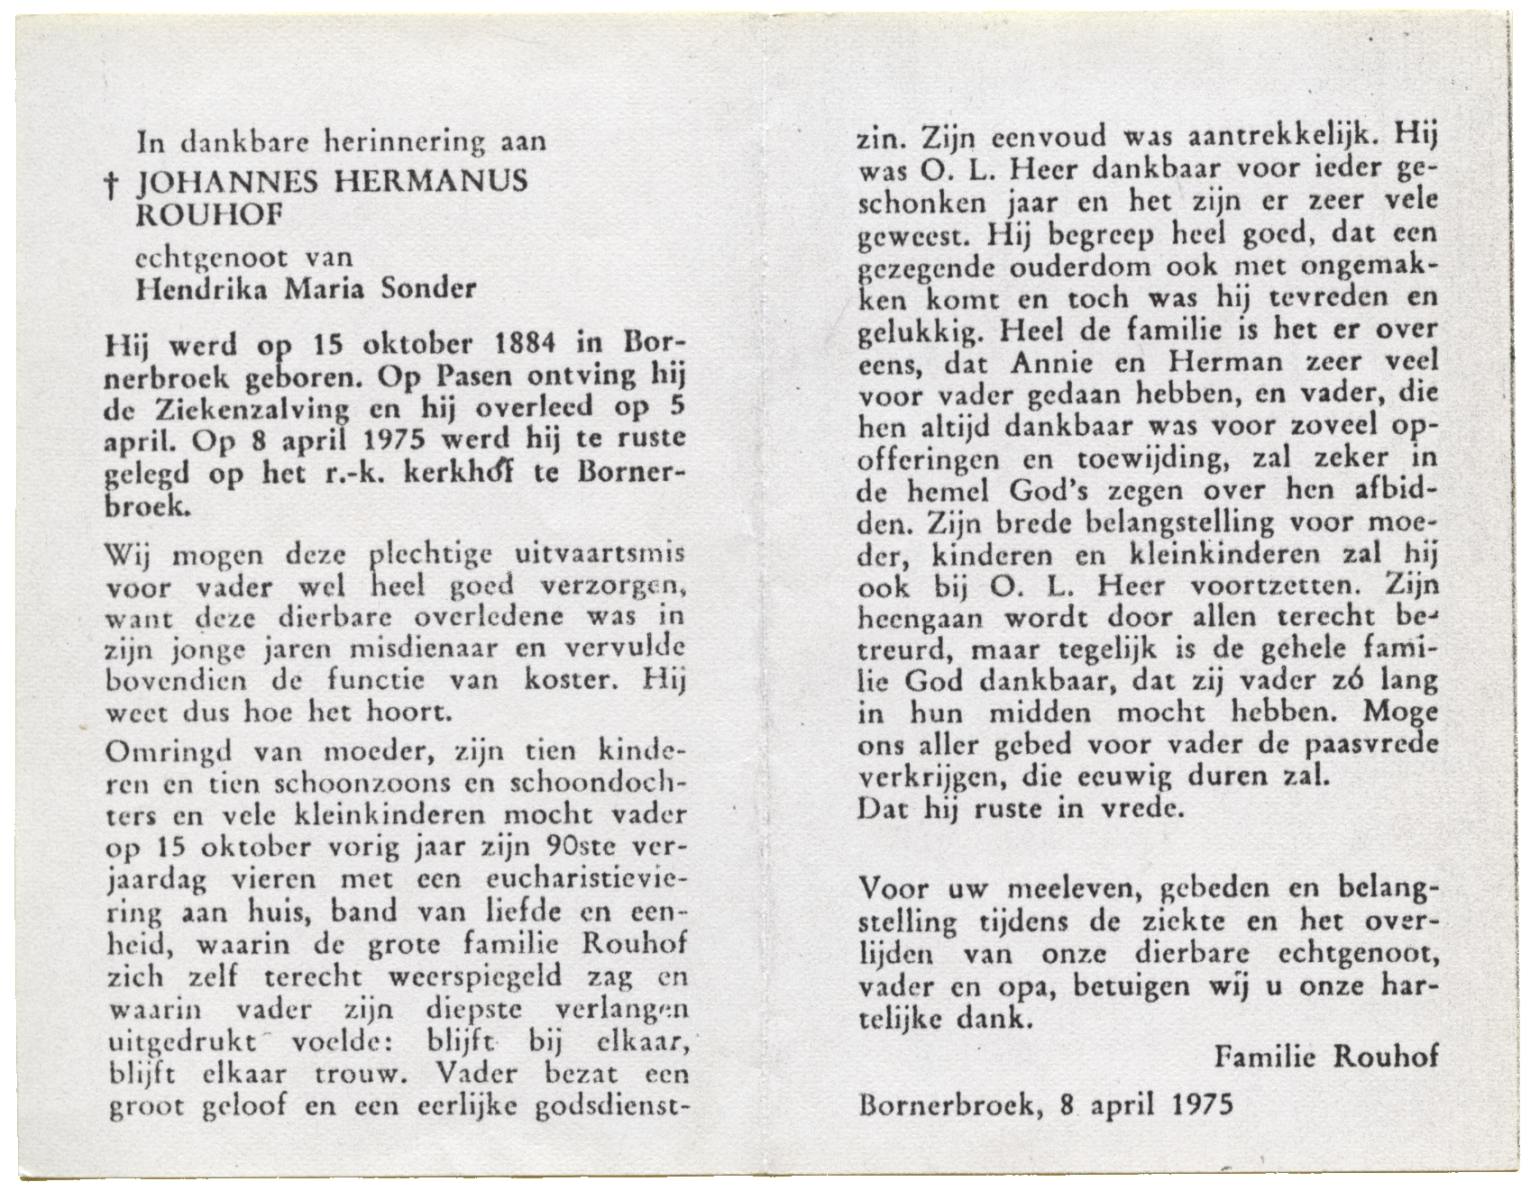 In dankbare herinnering aan
† JOHANNES HERMANUS
ROUHOF
echtgenoot van
Hendrika Maria Sonder
Hij werd op 15 oktober 1884 in Bor-
nerbroek geboren. Op Pasen ontving hij
de Ziekenzalving en hij overleed op 5
april. Op 8 april 1975 werd hij te ruste
gelegd op het r.-k. kerkhof te Borner-
broek.
Wij mogen deze plechtige uitvaartsmis
voor vader wel heel goed verzorgen,
want deze dierbare overledene was in
zijn jonge jaren misdienaar en vervulde
bovendien de functie van koster. Hij
weet dus hoe het hoort.
Omringd van moeder, zijn tien kinde-
ren en tien schoonzoons en schoondoch-
ters en vele kleinkinderen mocht vader
op 15 oktober vorig jaar zijn 90ste ver-
jaardag vieren met een eucharistievie-
ring aan huis, band van liefde en een-
heid, waarin de grote familie Rouhof
zich zelf terecht weerspiegeld zag en
waarin vader zijn diepste verlangen
uitgedrukt voelde: blijft bij elkaar,
blijft elkaar trouw. Vader bezat een
groot geloof en een eerlijke godsdienst-
zin. Zijn eenvoud was aantrekkelijk. Hij
was O. L. Heer dankbaar voor ieder ge-
schonken jaar en het zijn er zeer vele
geweest. Hij begreep heel goed, dat een
gezegende ouderdom ook met ongemak-
ken komt en toch was hij tevreden en
gelukkig. Heel de familie is het er over
eens, dat Annie en Herman zeer veel
voor vader gedaan hebben, en vader, die
hen altijd dankbaar was voor zoveel op-
offeringen en toewijding, zal zeker in
de hemel God's zegen over hen afbid-
den. Zijn brede belangstelling voor moe-
der, kinderen en kleinkinderen zal hij
ook bij O. L. Heer voortzetten. Zijn
heengaan wordt door allen terecht be-
treurd, maar tegelijk is de gehele fami-
lie God dankbaar, dat zij vader zó lang
in hun midden mocht hebben. Moge
ons aller gebed voor vader de paasvrede
verkrijgen, die eeuwig duren zal.
Dat hij ruste in vrede.
Voor uw meeleven, gebeden en belang-
stelling tijdens de ziekte en het over-
lijden van onze dierbare echtgenoot,
vader en opa, betuigen wij u onze har-
telijke dank.
Familie Rouhof
Bornerbroek, 8 april 1975